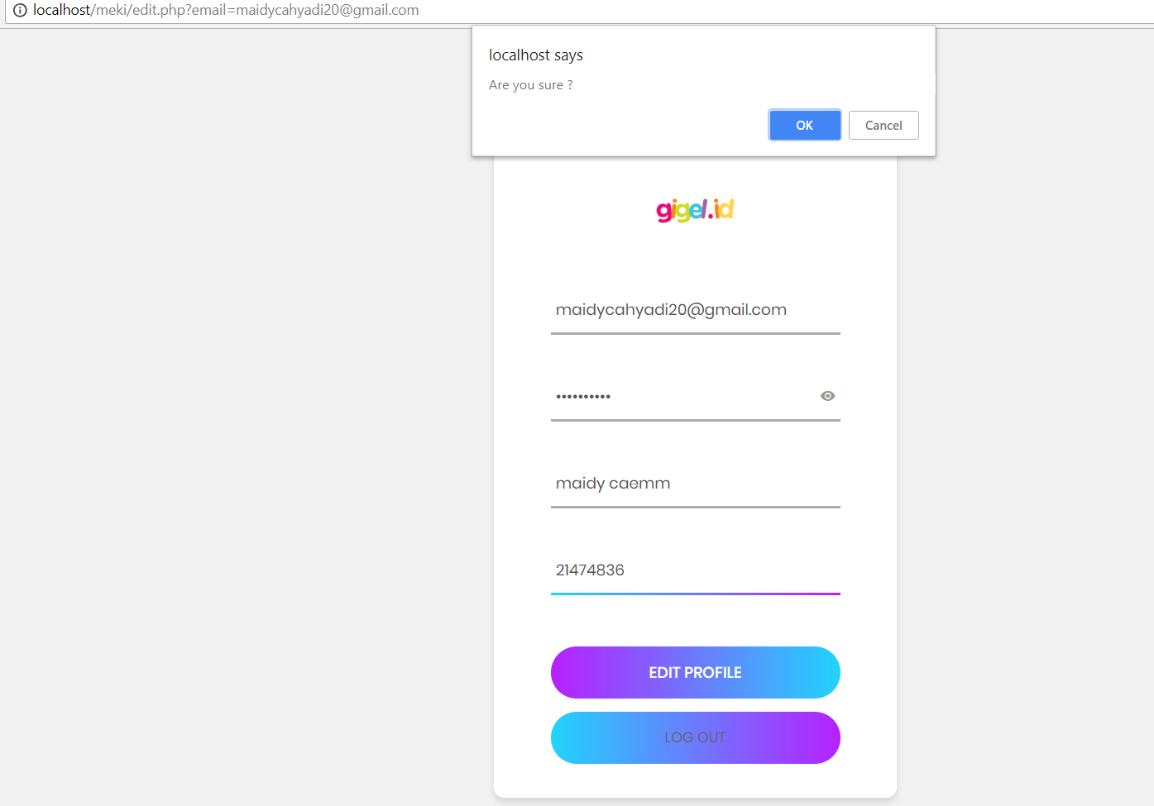 localhost/meki/edit.php?email=maidycahyadi20@gmail.com
localhost says
Are you sure ?
OK
Cancel
gigel.id
maidycahyadi20@gmail.com
••••••••••
maidy caemm
21474836
EDIT PROFILE
LOG OUT